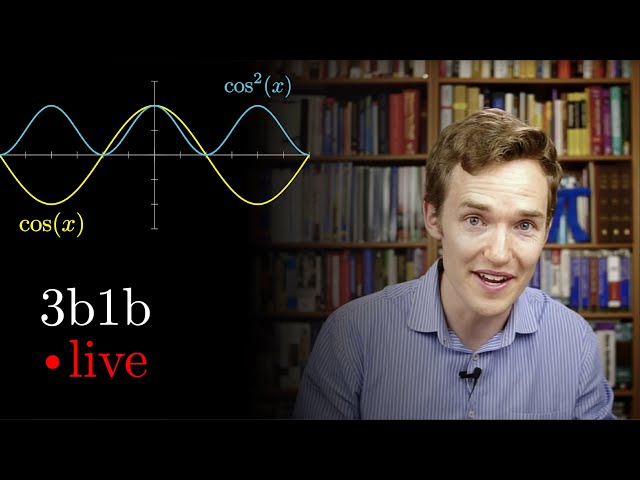 cos²(x)
cos(x)
3b1b
•live